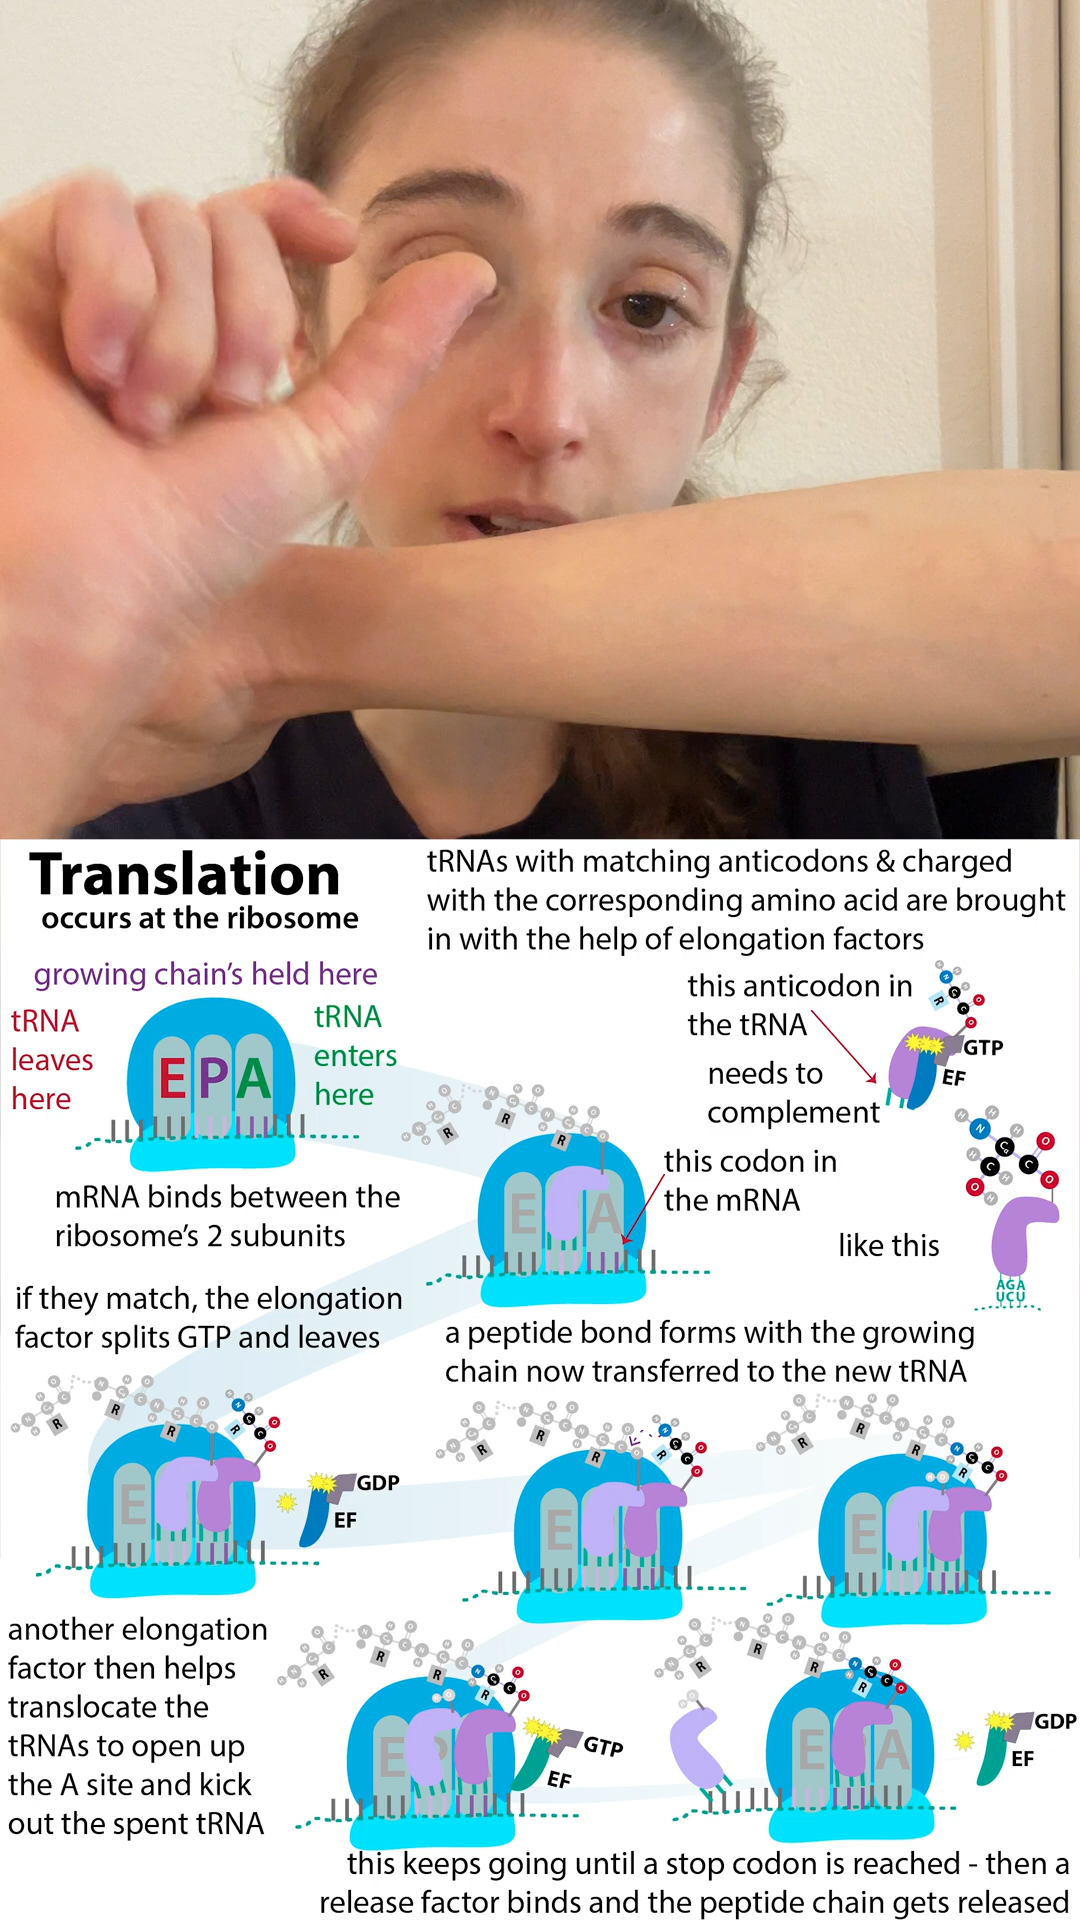 Translation
occurs at the ribosome
growing chain's held here
tRNA
leaves
here
E P A
tRNA
enters
here
mRNA binds between the
ribosome's 2 subunits
tRNAs with matching anticodons & charged
with the corresponding amino acid are brought
in with the help of elongation factors
this anticodon in
the tRNA
needs to
complement
this codon in
the mRNA
like this
GTP
EF
R
N
C
C
O
O
H
AGA
UCU
R
R
R
E A
if they match, the elongation
factor splits GTP and leaves
R
R
R
R
E
GDP
EF
a peptide bond forms with the growing
chain now transferred to the new tRNA
R
R
R
R
E
R
R
R
R
E
another elongation
factor then helps
translocate the
tRNAs to open up
the A site and kick
out the spent tRNA
R
R
R
R
E P
GTP
EF
R
R
R
R
E A
GDP
EF
this keeps going until a stop codon is reached - then a
release factor binds and the peptide chain gets released